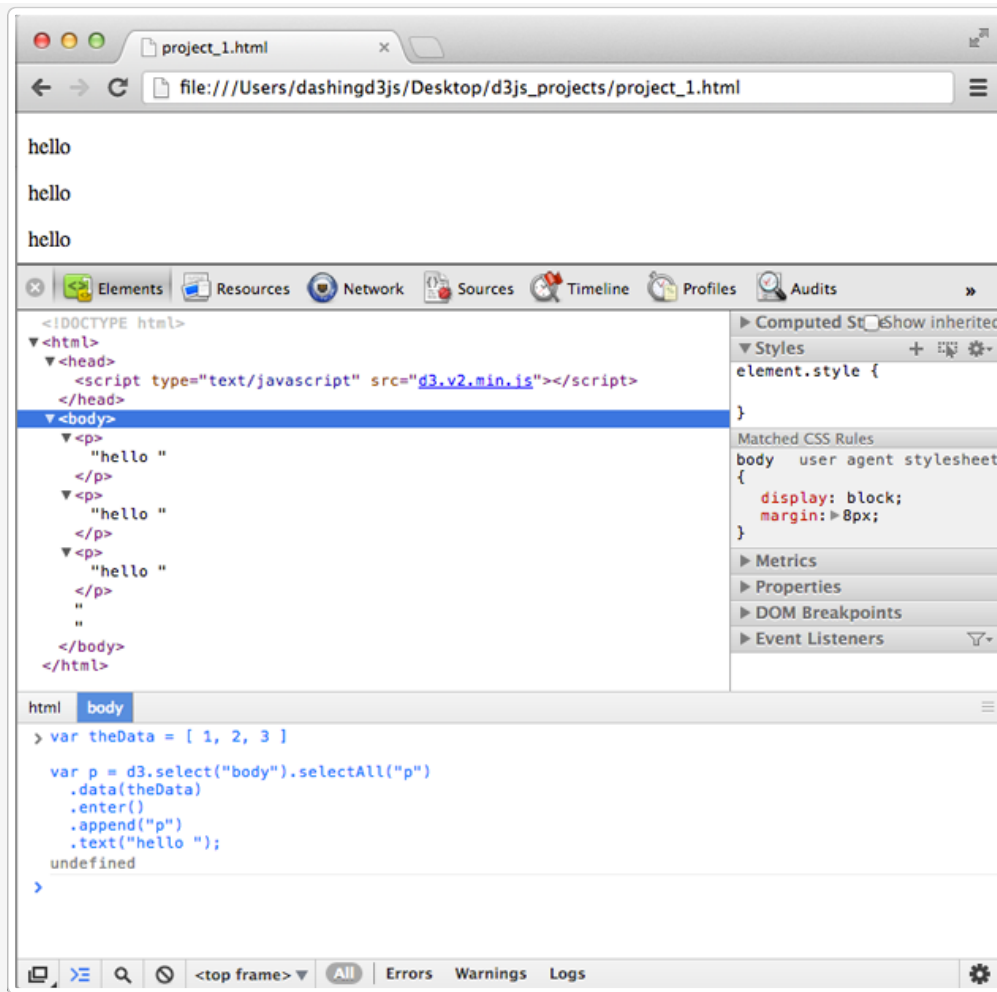 project_1.html
file:///Users/dashingd3js/Desktop/d3js_projects/project_1.html
hello
hello
hello
Elements Resources Network Sources Timeline Profiles Audits »
<!DOCTYPE html>
<html>
<head>
<script type="text/javascript" src="d3.v2.min.js"></script>
</head>
<body>
<p>
"hello "
</p>
<p>
"hello "
</p>
<p>
"hello "
</p>
"
"
</body>
</html>
Computed St Show inherited
Styles
element.style {
}
Matched CSS Rules
body user agent stylesheet
{
display: block;
margin: 8px;
}
Metrics
Properties
DOM Breakpoints
Event Listeners
html body
> var theData = [ 1, 2, 3 ]
var p = d3.select("body").selectAll("p")
.data(theData)
.enter()
.append("p")
.text("hello ");
undefined
>
<top frame> All Errors Warnings Logs